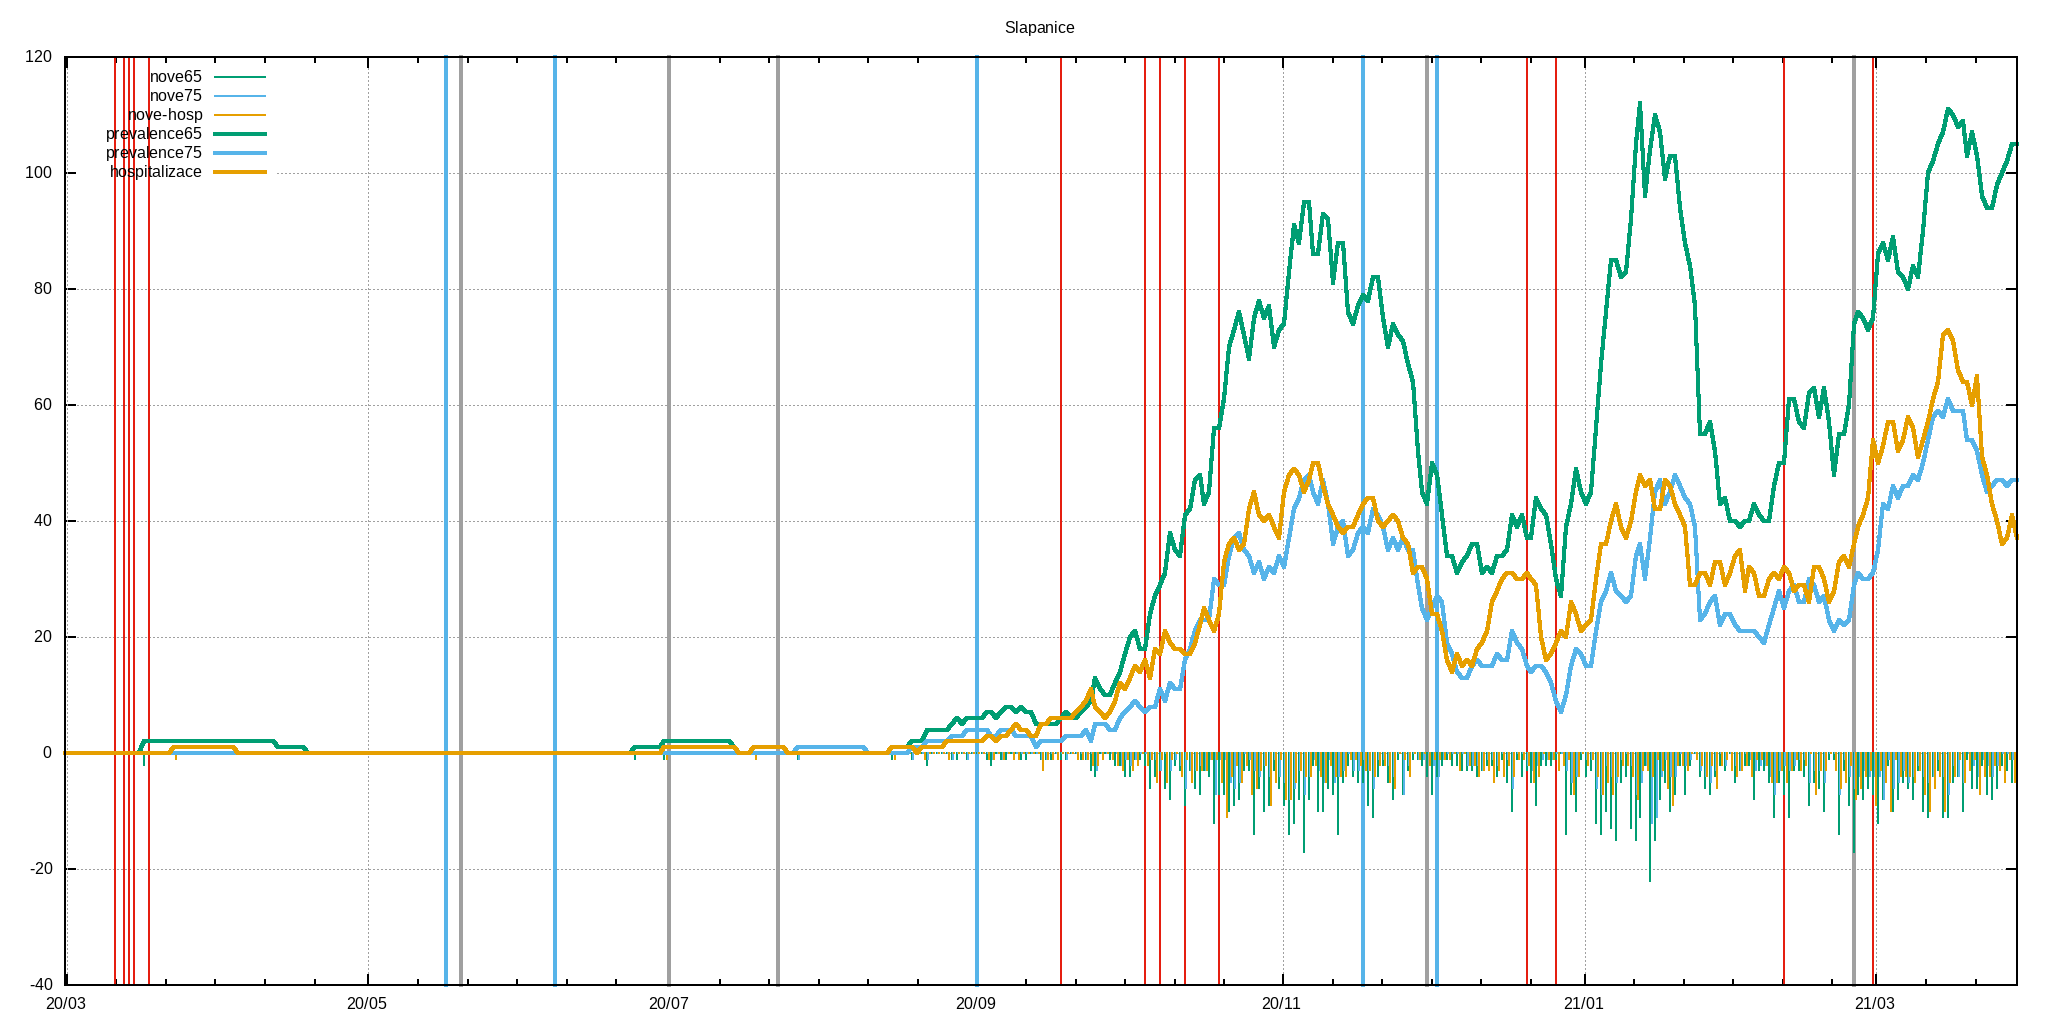 Slapanice
120
100
80
60
40
20
0
-20
-40
nove65
nove75
nove-hosp
prevalence65
prevalence75
hospitalizace
20/03 20/05 20/07 20/09 20/11 21/01 21/03